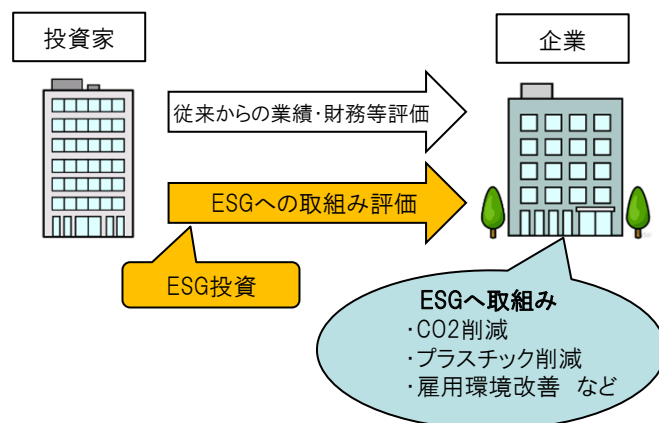 投資家
企業
従来からの業績・財務等評価
ESGへの取組み評価
ESG投資
ESGへ取組み
・CO2削減
・プラスチック削減
・雇用環境改善　など